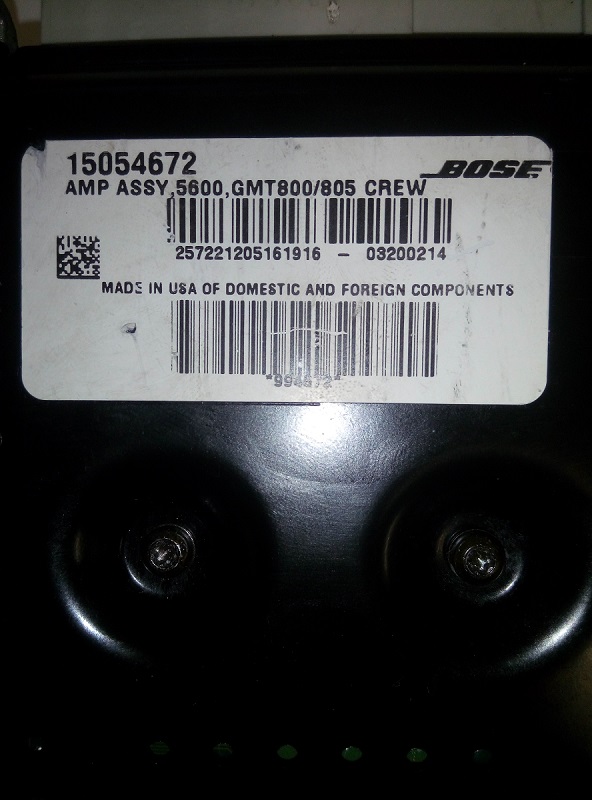 15054672
BOSE
AMP ASSY,5600,GMT800/805 CREW
257221205161916 - 03200214
MADE IN USA OF DOMESTIC AND FOREIGN COMPONENTS